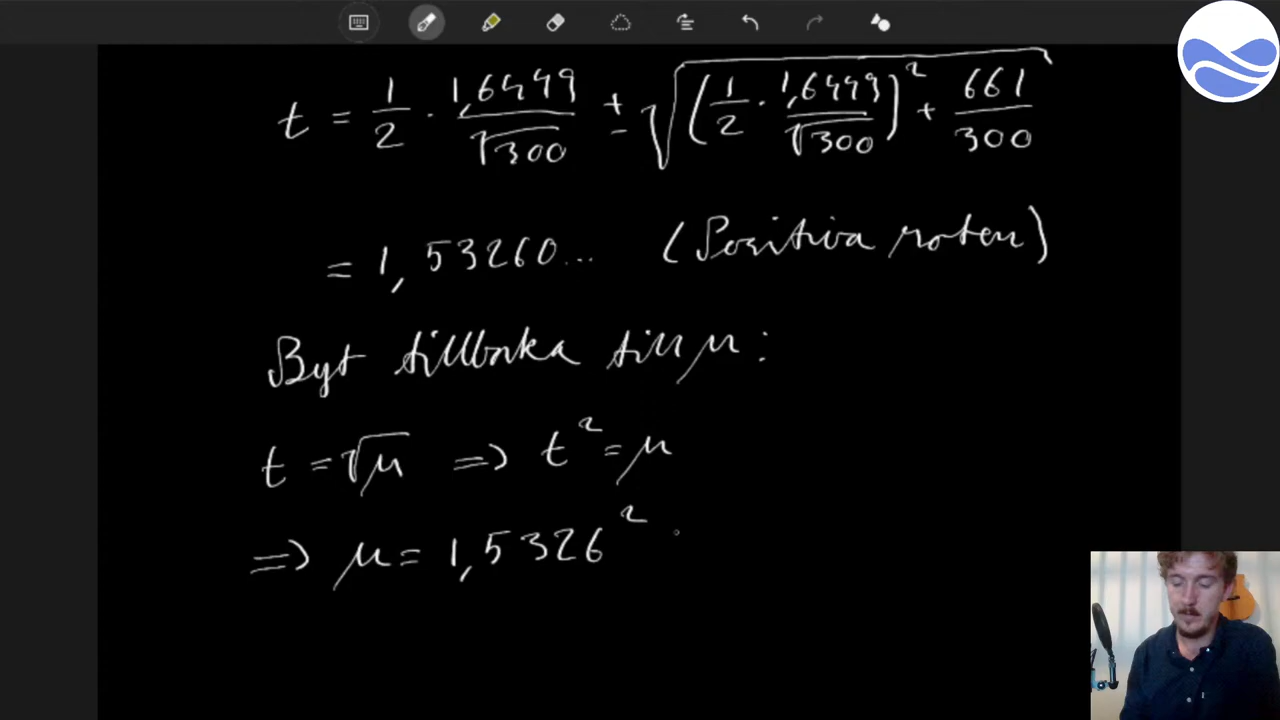 t = 1/2 · 1,6449/√300 ± √((1/2 · 1,6449/√300)² + 661/300)
= 1,53260... (Positiva roten)
Byt tillbaka till μ:
t = √μ => t² = μ
=> μ = 1,5326²